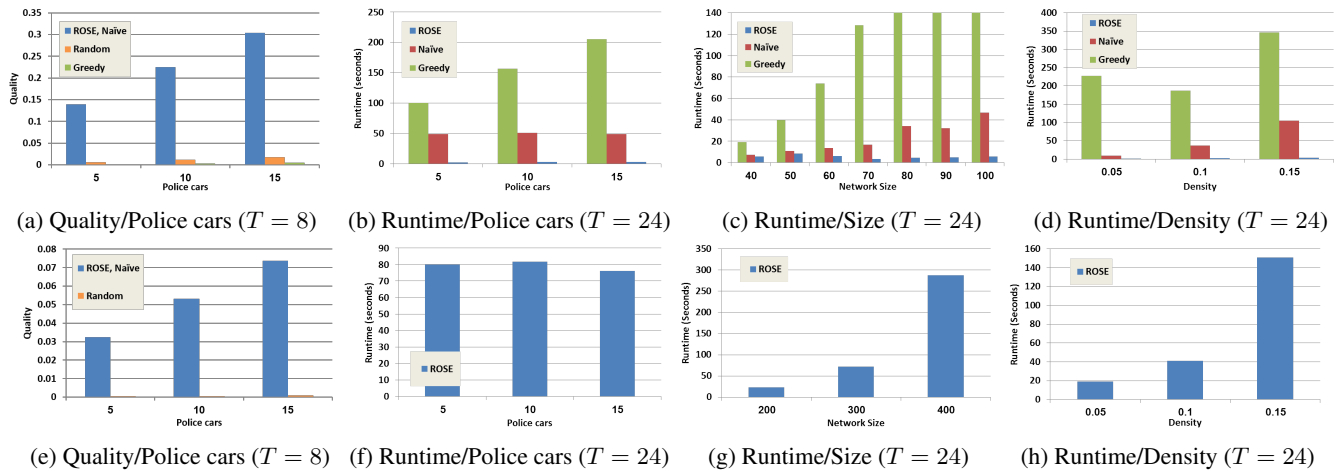 ROSE, Naïve
Random
Greedy
Quality
0.35
0.3
0.25
0.2
0.15
0.1
0.05
0
5 10 15
Police cars
(a) Quality/Police cars (T = 8)
ROSE
Naïve
Greedy
Runtime (seconds)
250
200
150
100
50
0
5 10 15
Police cars
(b) Runtime/Police cars (T = 24)
ROSE
Naïve
Greedy
Runtime (Seconds)
140
120
100
80
60
40
20
0
40 50 60 70 80 90 100
Network Size
(c) Runtime/Size (T = 24)
ROSE
Naïve
Greedy
Runtime (Seconds)
400
350
300
250
200
150
100
50
0
0.05 0.1 0.15
Density
(d) Runtime/Density (T = 24)
ROSE, Naïve
Random
Quality
0.08
0.07
0.06
0.05
0.04
0.03
0.02
0.01
0
5 10 15
Police cars
(e) Quality/Police cars (T = 8)
ROSE
Runtime (seconds)
90
80
70
60
50
40
30
20
10
0
5 10 15
Police cars
(f) Runtime/Police cars (T = 24)
ROSE
Runtime (Seconds)
350
300
250
200
150
100
50
0
200 300 400
Network Size
(g) Runtime/Size (T = 24)
ROSE
Runtime (Seconds)
160
140
120
100
80
60
40
20
0
0.05 0.1 0.15
Density
(h) Runtime/Density (T = 24)